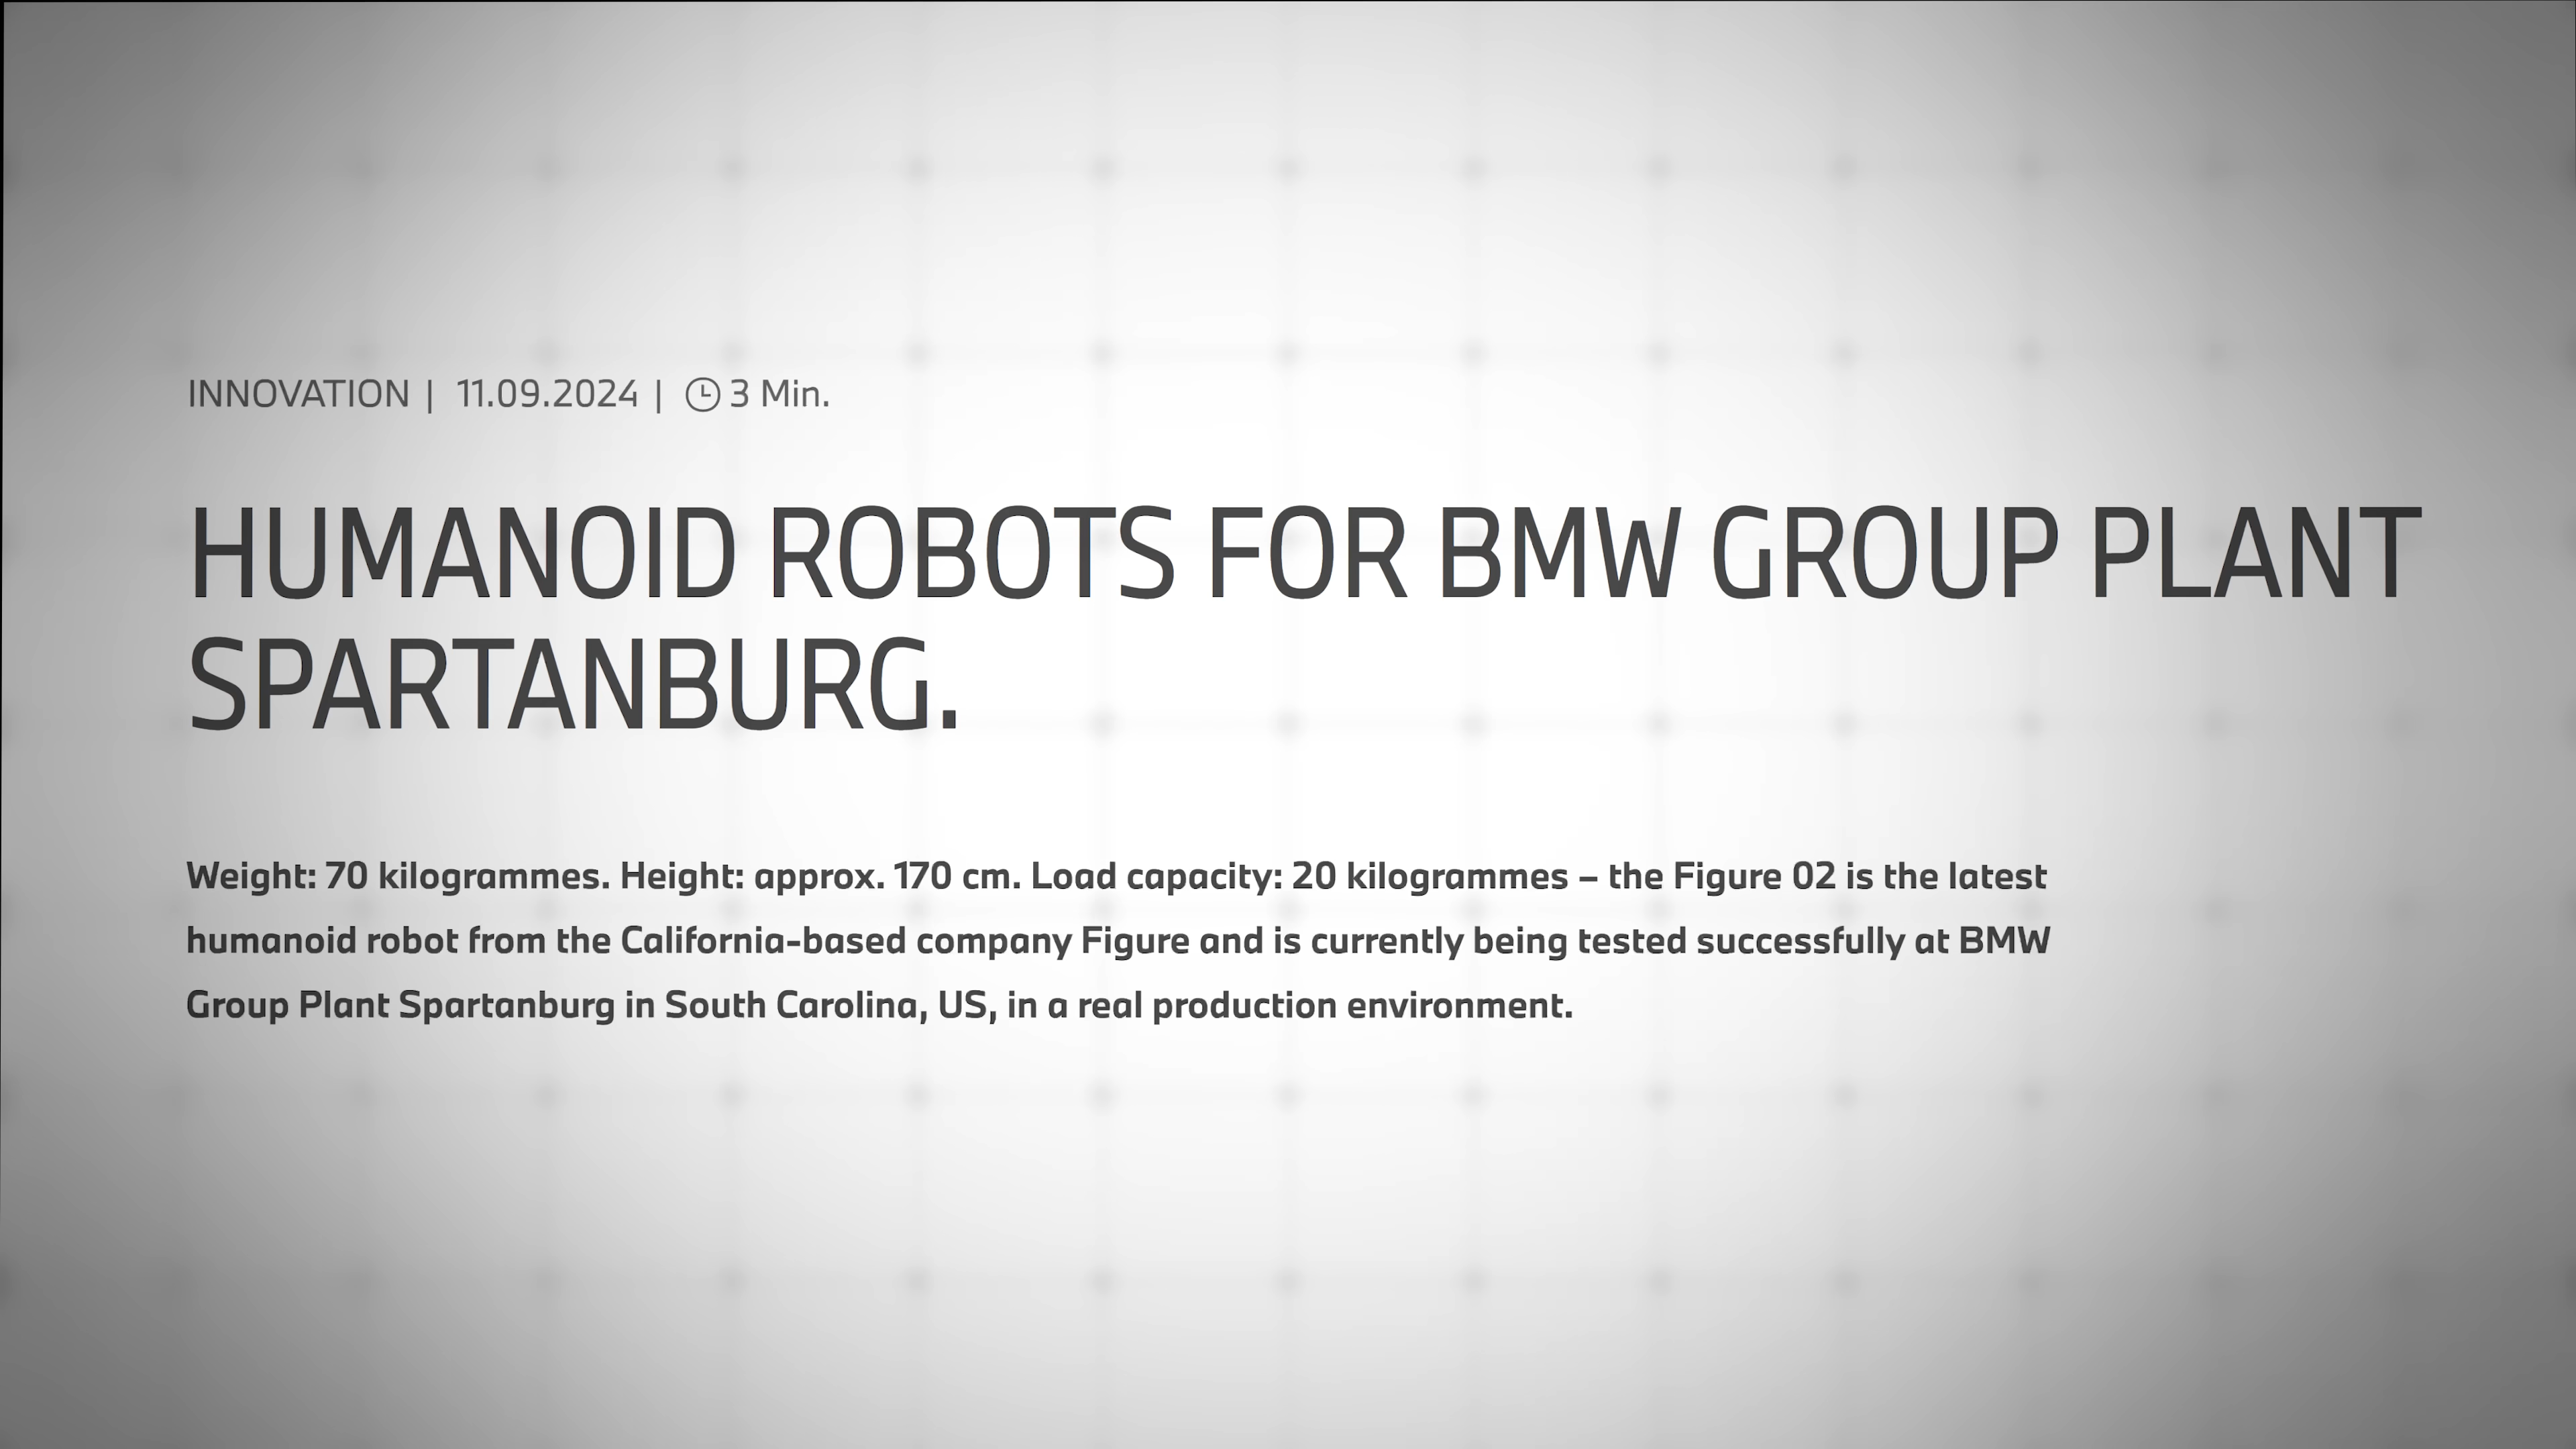 INNOVATION | 11.09.2024 | 3 Min.
HUMANOID ROBOTS FOR BMW GROUP PLANT
SPARTANBURG.
Weight: 70 kilogrammes. Height: approx. 170 cm. Load capacity: 20 kilogrammes – the Figure 02 is the latest
humanoid robot from the California-based company Figure and is currently being tested successfully at BMW
Group Plant Spartanburg in South Carolina, US, in a real production environment.